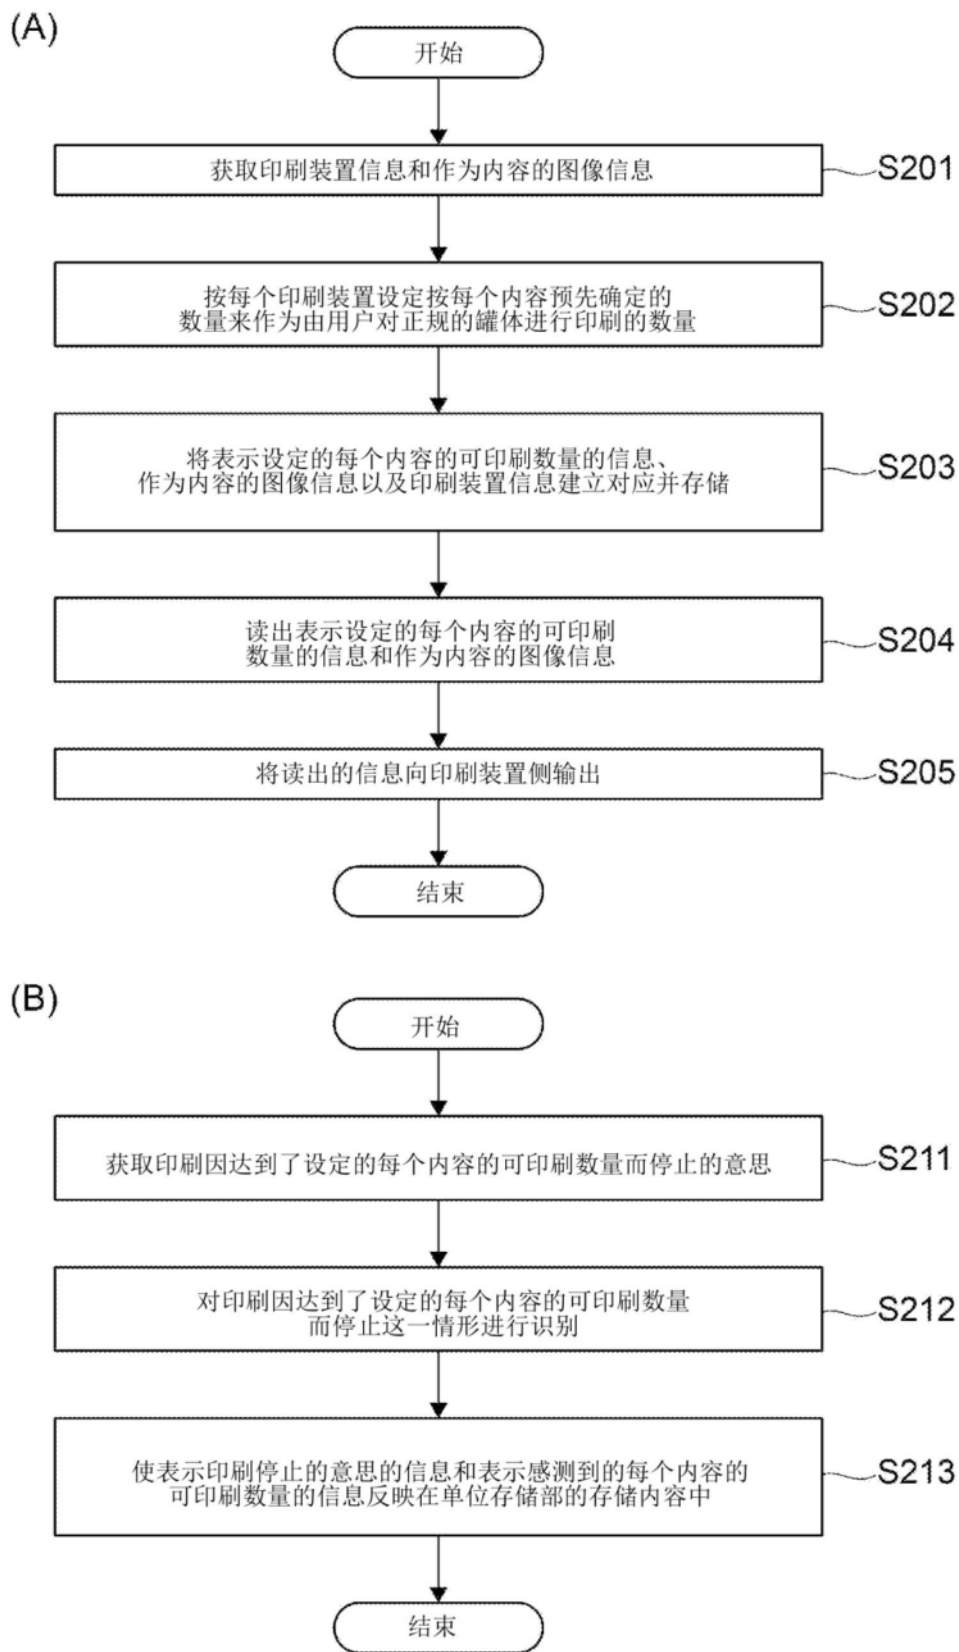 (A)
开始
获取印刷装置信息和作为内容的图像信息
S201
按每个印刷装置设定按每个内容预先确定的
数量来作为由用户对正规的罐体进行印刷的数量
S202
将表示设定的每个内容的可印刷数量的信息、
作为内容的图像信息以及印刷装置信息建立对应并存储
S203
读出表示设定的每个内容的可印刷
数量的信息和作为内容的图像信息
S204
将读出的信息向印刷装置侧输出
S205
结束
(B)
开始
获取印刷因达到了设定的每个内容的可印刷数量而停止的意思
S211
对印刷因达到了设定的每个内容的可印刷数量
而停止这一情形进行识别
S212
使表示印刷停止的意思的信息和表示感测到的每个内容的
可印刷数量的信息反映在单位存储部的存储内容中
S213
结束